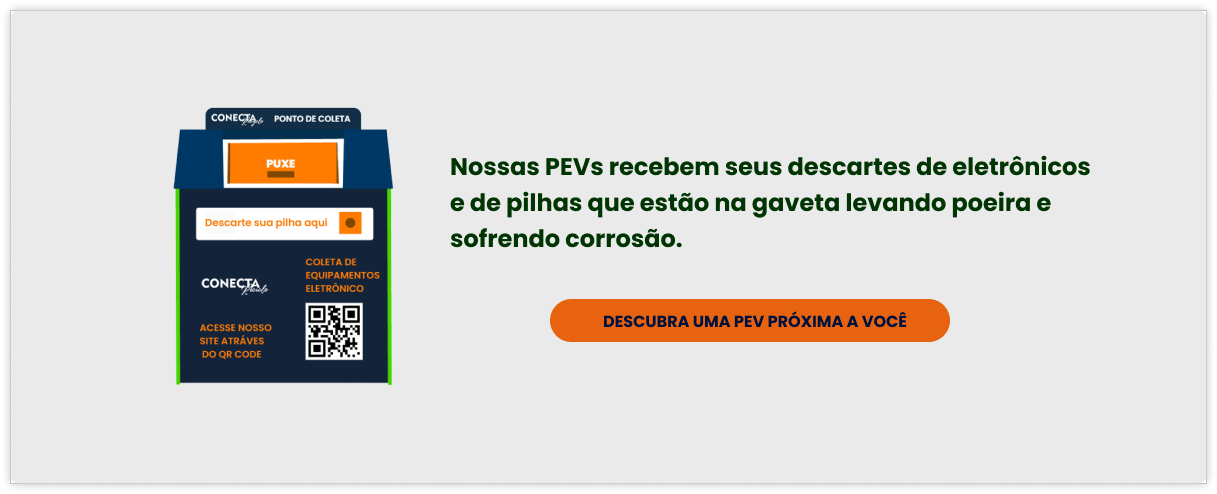 CONECTA Recicla PONTO DE COLETA
PUXE
Descarte sua pilha aqui
COLETA DE
EQUIPAMENTOS
ELETRÔNICO
CONECTA Recicla
ACESSE NOSSO
SITE ATRÁVES
DO QR CODE
Nossas PEVs recebem seus descartes de eletrônicos
e de pilhas que estão na gaveta levando poeira e
sofrendo corrosão.
DESCUBRA UMA PEV PRÓXIMA A VOCÊ